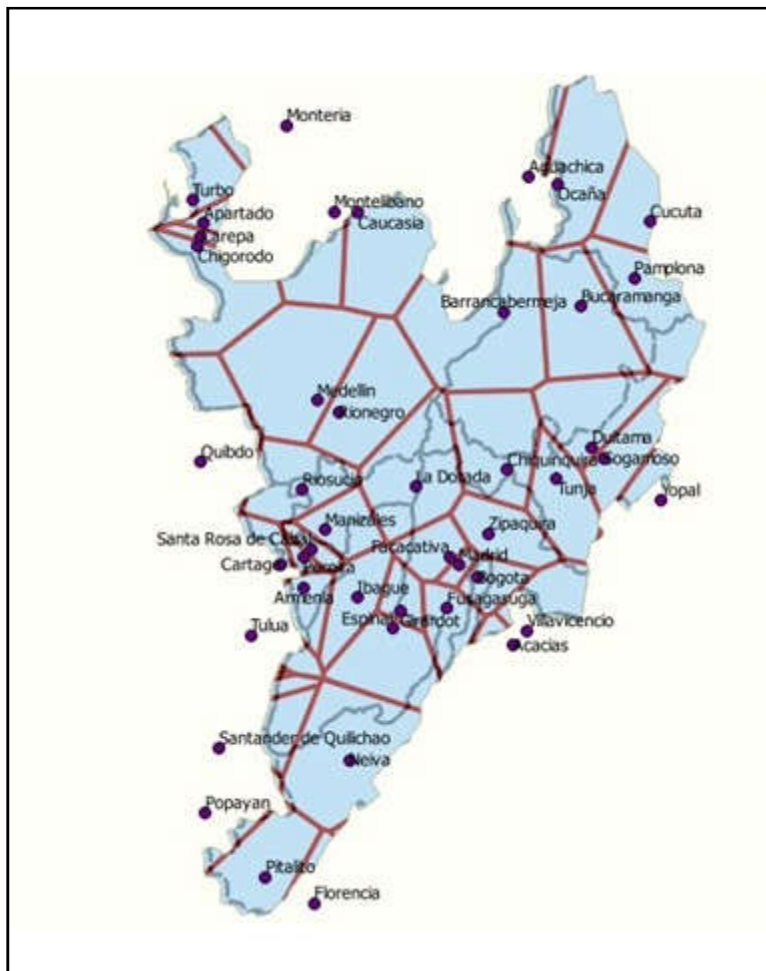 Monteria
Aguachica
Ocaña
Turbo
Montelibano
Apartado
Caucasia
Cucuta
Carepa
Chigorodo
Pamplona
Barrancabermeja
Bucaramanga
Medellin
Rionegro
Duitama
Quibdo
Chiquinquira
Sogamoso
Riosucio
La Dorada
Tunja
Yopal
Manizales
Zipaquira
Santa Rosa de Cabal
Facacativa
Madrid
Cartago
Pereira
Bogota
Armenia
Ibague
Fusagasuga
Espinal
Girardot
Tulua
Villavicencio
Acacias
Santander de Quilichao
Neiva
Popayan
Pitalito
Florencia